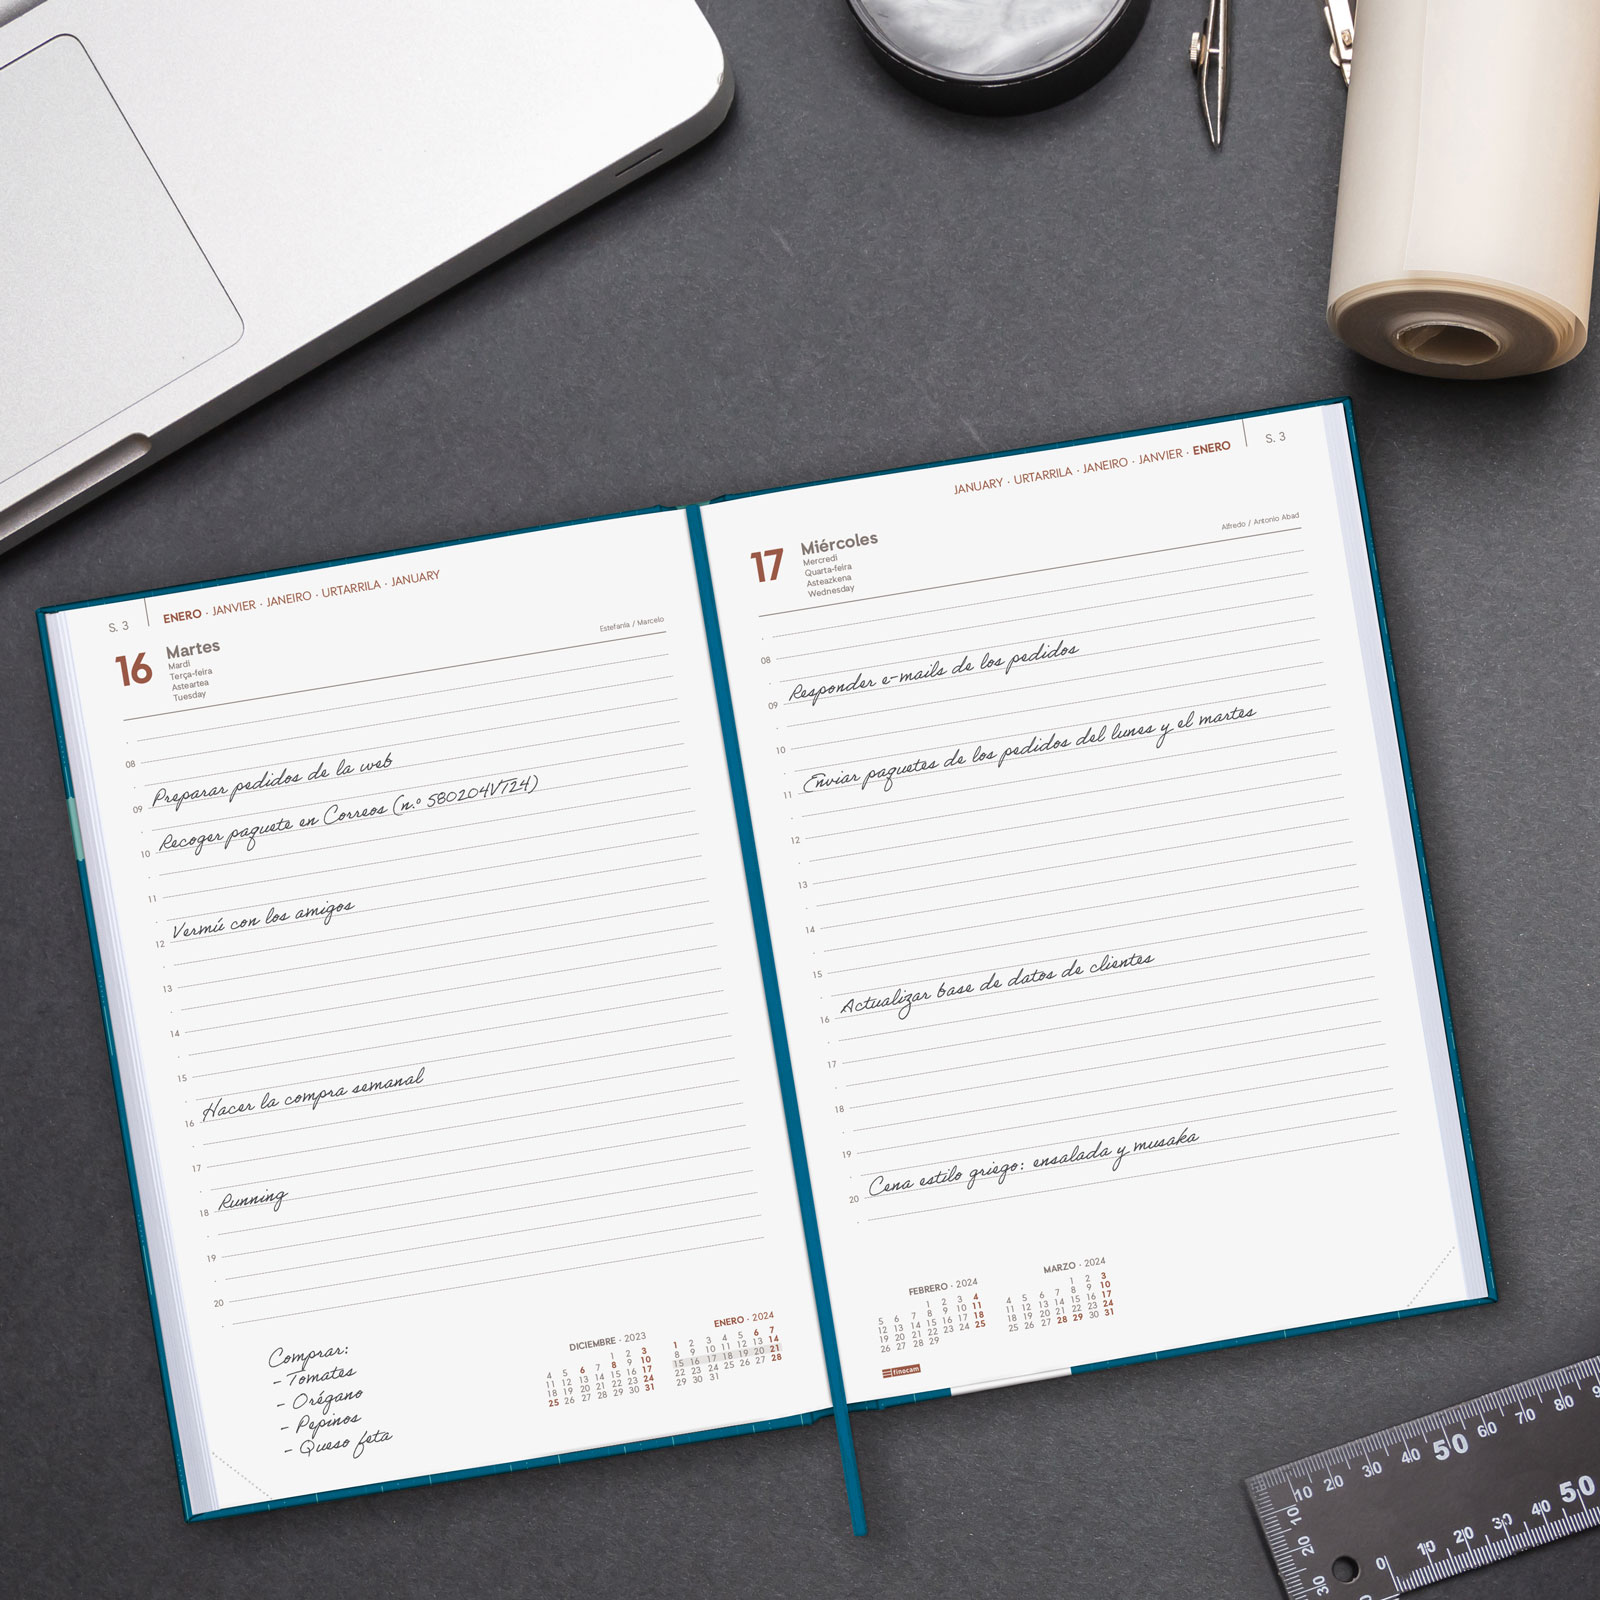 S. 3
ENERO · JANVIER · JANEIRO · URTARRILA · JANUARY
16
Martes
Mardi
Terça-feira
Asteartea
Tuesday
Estefanía / Marcelo
08
Preparar pedidos de la web
09
Recoger paquete en Correos (n.º 580204VT24)
10
11
Vermú con los amigos
12
13
14
15
Hacer la compra semanal
16
17
Running
18
19
20
Comprar:
- Tomates
- Orégano
- Pepinos
- Queso feta
DICIEMBRE · 2023
1 2 3
4 5 6 7 8 9 10
11 12 13 14 15 16 17
18 19 20 21 22 23 24
25 26 27 28 29 30 31
ENERO · 2024
1 2 3 4 5 6 7
8 9 10 11 12 13 14
15 16 17 18 19 20 21
22 23 24 25 26 27 28
29 30 31
JANUARY · URTARRILA · JANEIRO · JANVIER · ENERO
S. 3
17
Miércoles
Mercredi
Quarta-feira
Asteazkena
Wednesday
Alfredo / Antonio Abad
08
Responder e-mails de los pedidos
09
10
Enviar paquetes de los pedidos del lunes y el martes
11
12
13
14
15
Actualizar base de datos de clientes
16
17
18
19
Cena estilo griego: ensalada y musaka
20
FEBRERO · 2024
1 2 3 4
5 6 7 8 9 10 11
12 13 14 15 16 17 18
19 20 21 22 23 24 25
26 27 28 29
MARZO · 2024
1 2 3
4 5 6 7 8 9 10
11 12 13 14 15 16 17
18 19 20 21 22 23 24
25 26 27 28 29 30 31
finocam
10 20 30 40 50 70 80
10 20 30
0 10 20 30 40 50